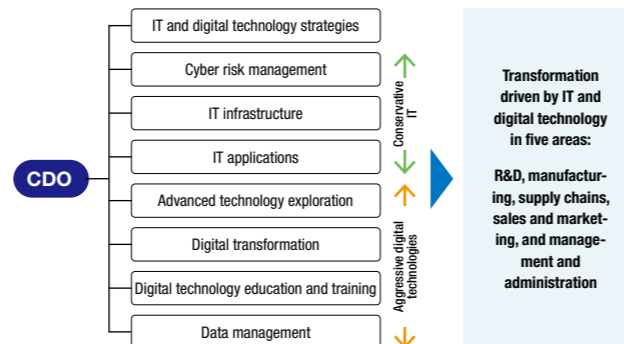 IT and digital technology strategies
Cyber risk management
IT infrastructure
IT applications
CDO
Advanced technology exploration
Digital transformation
Digital technology education and training
Data management
Conservative
IT
Aggressive digital
technologies
Transformation
driven by IT and
digital technology
in five areas:
R&D, manufactur-
ing, supply chains,
sales and market-
ing, and manage-
ment and
administration